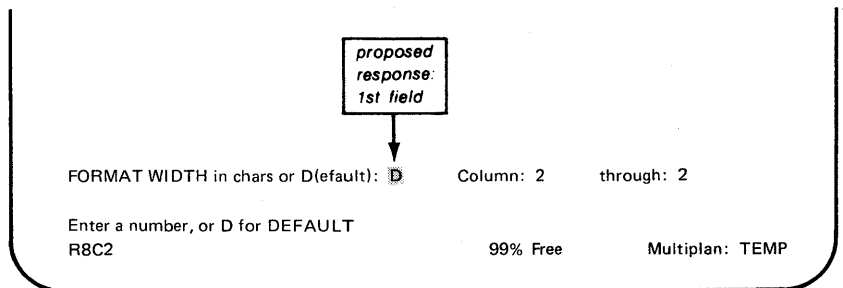 proposed
response:
1st field
FORMAT WIDTH in chars or D(efault): D Column: 2 through: 2
Enter a number, or D for DEFAULT
R8C2 99% Free Multiplan: TEMP